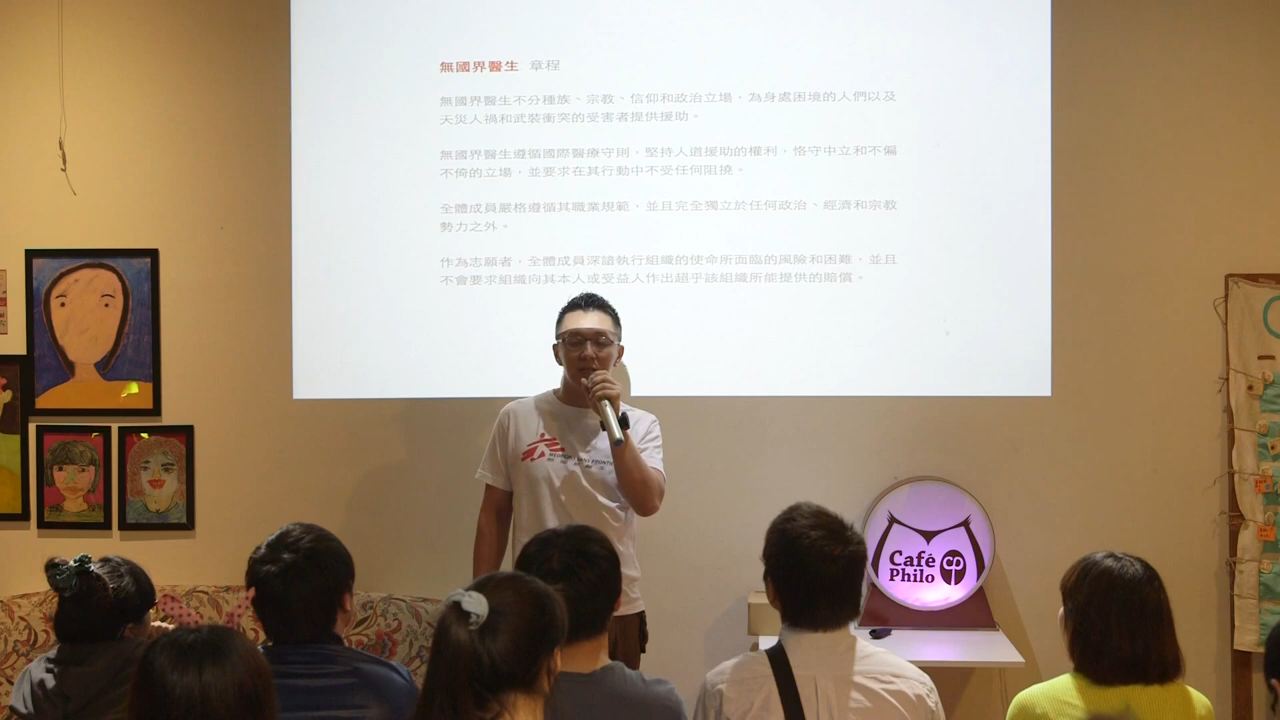 無國界醫生 章程
無國界醫生不分種族、宗教、信仰和政治立場，為身處困境的人們以及
天災人禍和武裝衝突的受害者提供援助。
無國界醫生遵循國際醫療守則，堅持人道援助的權利，恪守中立和不偏
不倚的立場，並要求在其行動中不受任何阻撓。
全體成員嚴格遵循其職業規範，並且完全獨立於任何政治、經濟和宗教
勢力之外。
作為志願者，全體成員深諳執行組織的使命所面臨的風險和困難，並且
不會要求組織向其本人或受益人作出超乎該組織所能提供的賠償。
Café
Philo